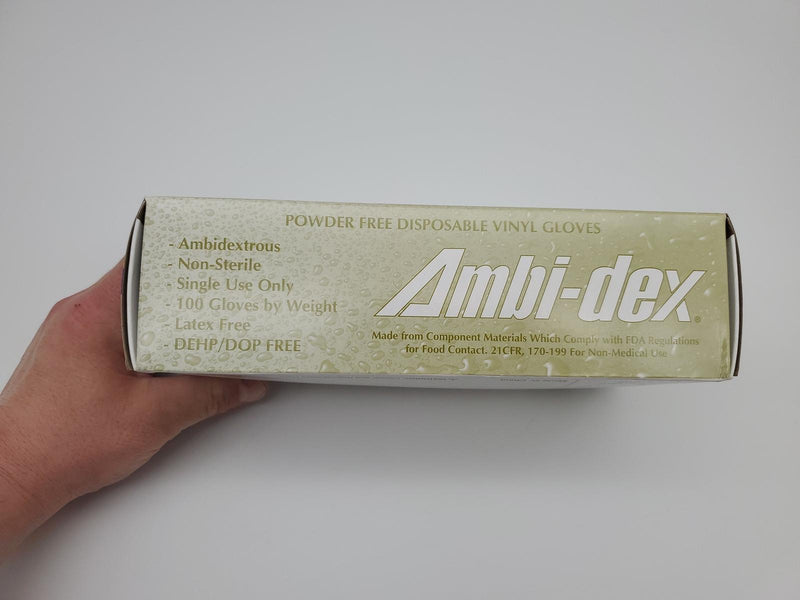 POWDER FREE DISPOSABLE VINYL GLOVES
- Ambidextrous
- Non-Sterile
- Single Use Only
- 100 Gloves by Weight
- Latex Free
- DEHP/DOP FREE
Ambi-dex®
Made from Component Materials Which Comply with FDA Regulations
for Food Contact. 21CFR, 170-199 For Non-Medical Use